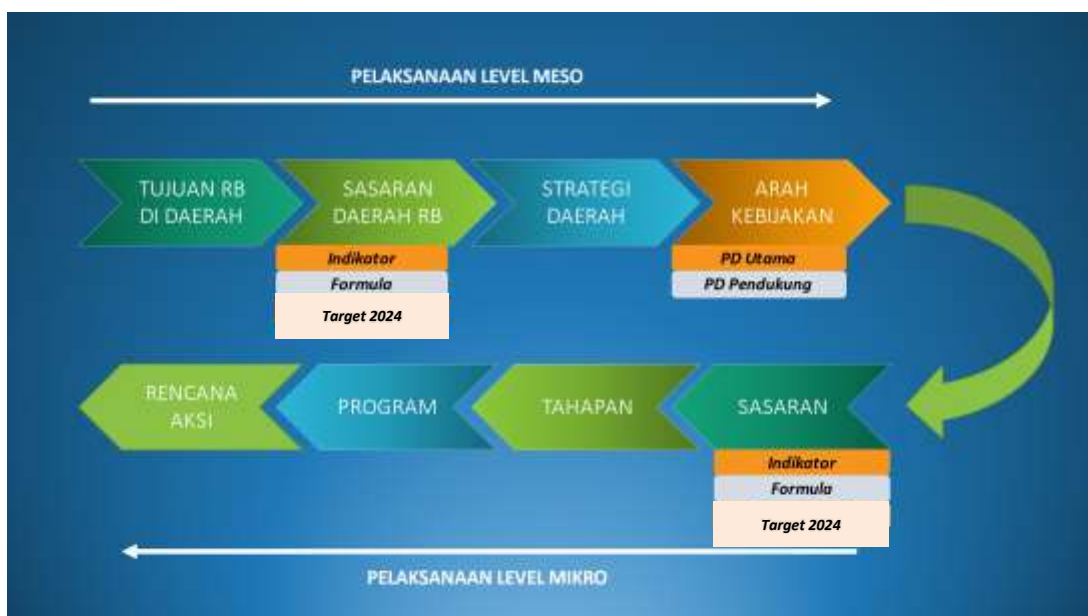 PELAKSANAAN LEVEL MESO
TUJUAN RB
DI DAERAH
SASARAN
DAERAH RB
STRATEGI
DAERAH
ARAH
KEBIJAKAN
Indikator
Formula
Target 2024
PD Utama
PD Pendukung
RENCANA
AKSI
PROGRAM
TAHAPAN
SASARAN
Indikator
Formula
Target 2024
PELAKSANAAN LEVEL MIKRO